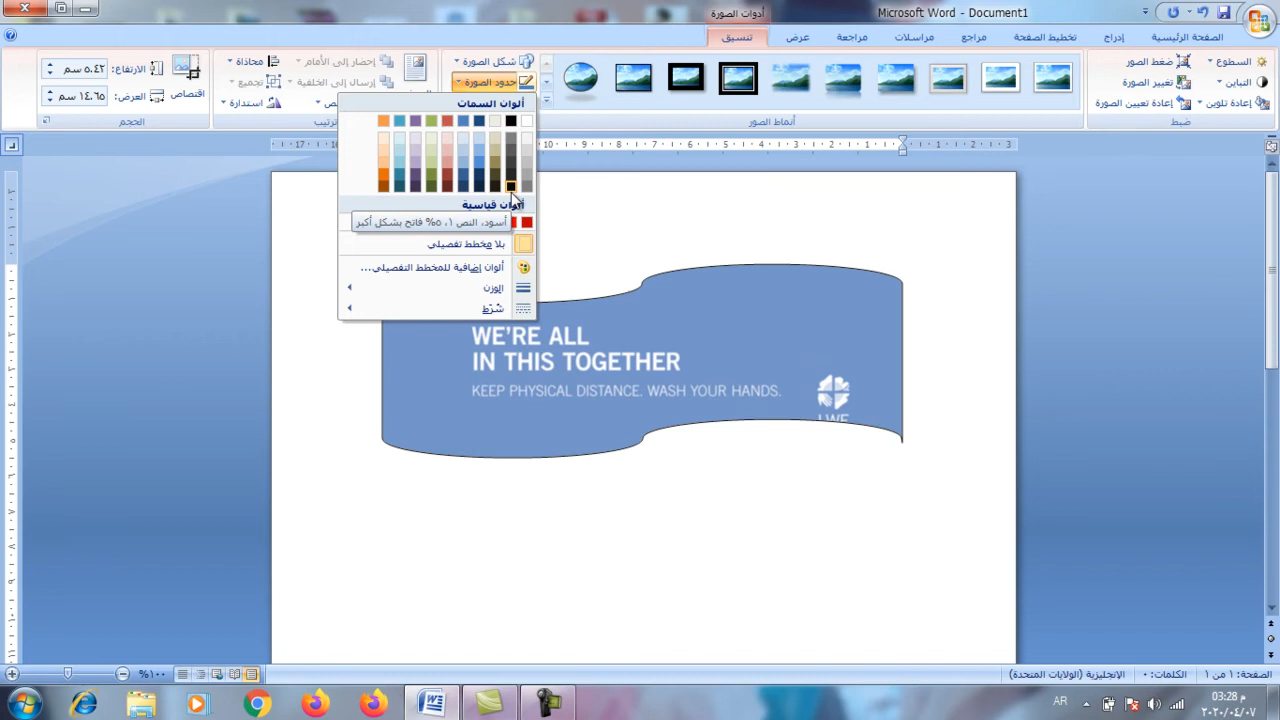 أدوات الصورة
Microsoft Word - Document1
الصفحة الرئيسية
إدراج
تخطيط الصفحة
مراجع
مراسلات
مراجعة
عرض
تنسيق
السطوع
التباين
إعادة تلوين
ضغط الصور
تغيير الصورة
إعادة تعيين الصورة
ضبط
أنماط الصور
شكل الصورة
حدود الصورة
إحضار إلى الأمام
إرسال إلى الخلفية
محاذاة
تجميع
استدارة
ترتيب
اقتصاص
الارتفاع:
٥.٤٢ سم
العرض:
١٤.٦٥ سم
الحجم
ألوان السمات
ألوان قياسية
أسود، النص ١، ٥% فاتح بشكل أكبر
بلا مخطط تفصيلي
ألوان إضافية للمخطط التفصيلي...
الوزن
شُرَط
WE'RE ALL
IN THIS TOGETHER
KEEP PHYSICAL DISTANCE. WASH YOUR HANDS.
LWF
الصفحة: ١ من ١
الكلمات: ٠
الإنجليزية (الولايات المتحدة)
١٠٠%
AR
03:28 م
٢٠٢٠/٠٤/٠٧